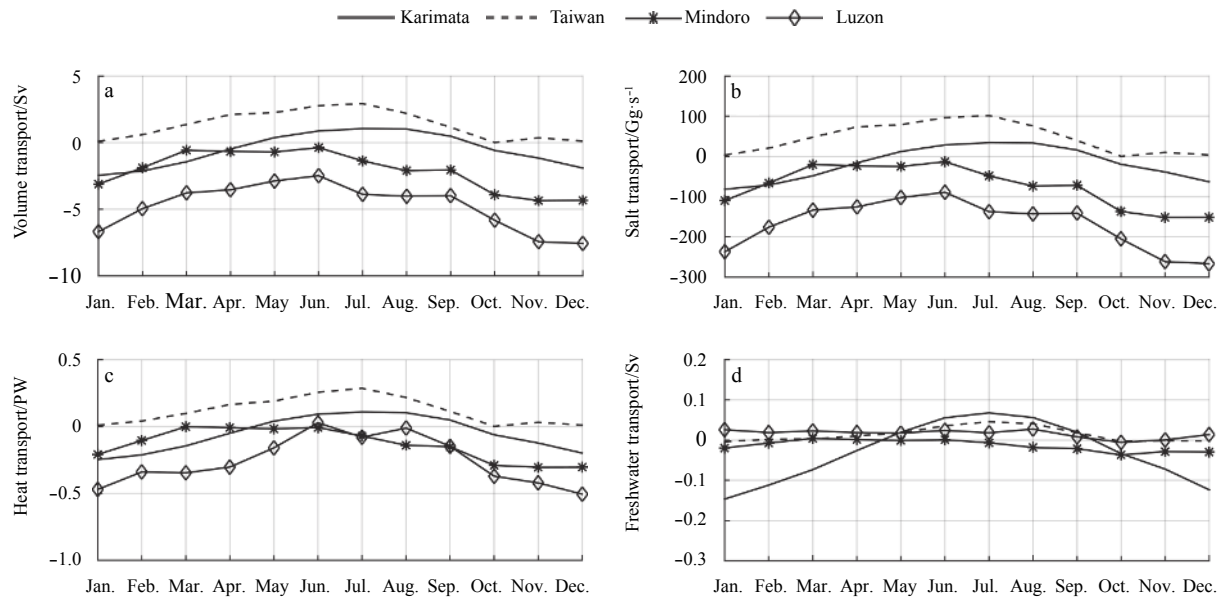 Karimata Taiwan Mindoro Luzon
a
Volume transport/Sv
5
0
−5
−10
Jan. Feb. Mar. Apr. May Jun. Jul. Aug. Sep. Oct. Nov. Dec.
b
Salt transport/Gg·s⁻¹
200
100
0
−100
−200
−300
Jan. Feb. Mar. Apr. May Jun. Jul. Aug. Sep. Oct. Nov. Dec.
c
Heat transport/PW
0.5
0
−0.5
−1.0
Jan. Feb. Mar. Apr. May Jun. Jul. Aug. Sep. Oct. Nov. Dec.
d
Freshwater transport/Sv
0.2
0.1
0
−0.1
−0.2
−0.3
Jan. Feb. Mar. Apr. May Jun. Jul. Aug. Sep. Oct. Nov. Dec.